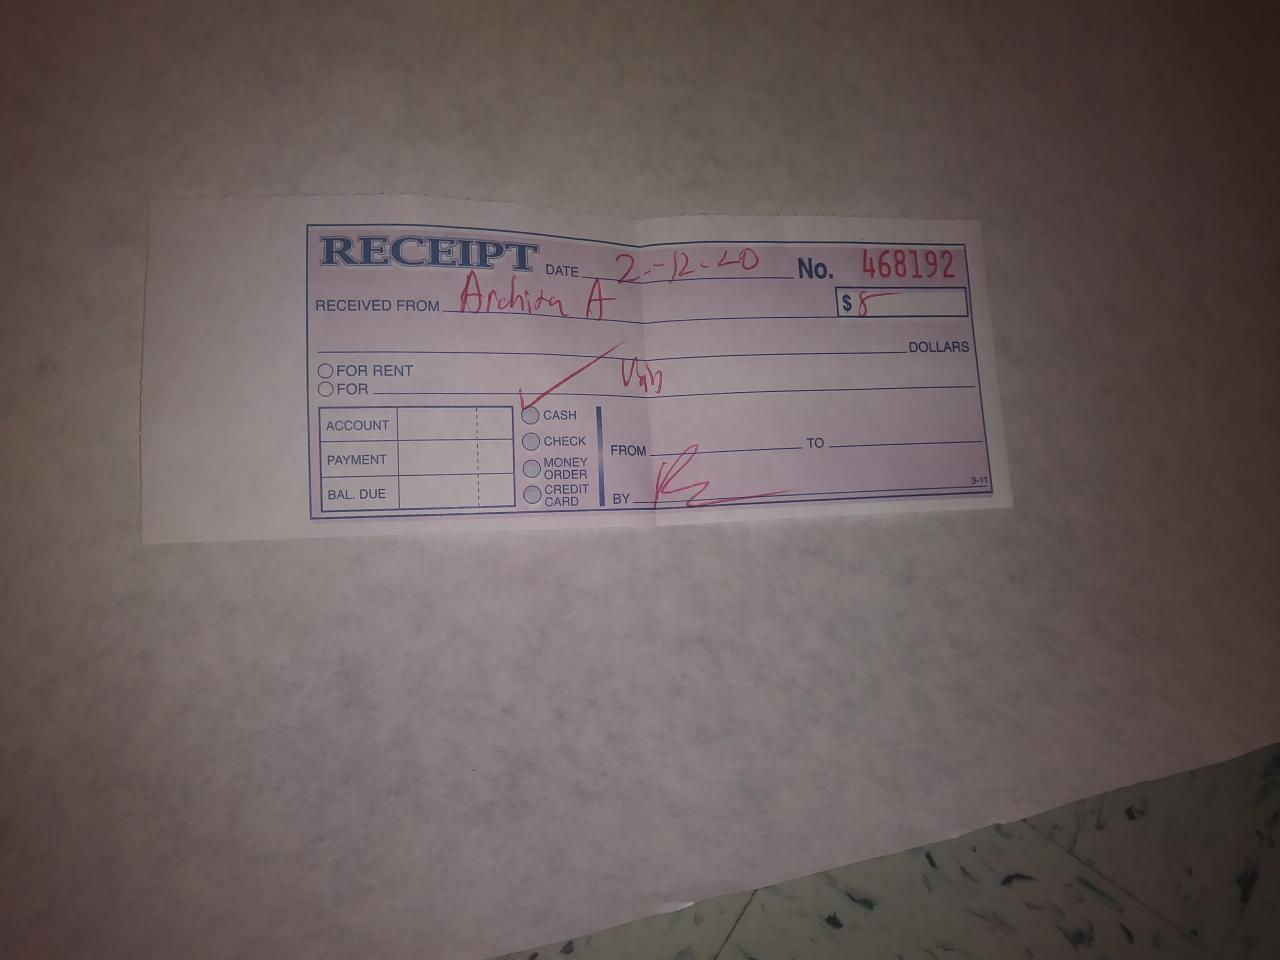 RECEIPT DATE 2-12-20 No. 468192
RECEIVED FROM Archita A $ 8
DOLLARS
FOR RENT
FOR
ACCOUNT
PAYMENT
BAL. DUE
CASH
CHECK
MONEY ORDER
CREDIT CARD
FROM TO
BY
3-11